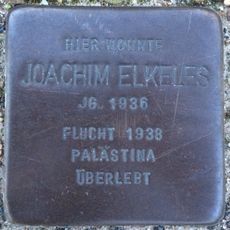 HIER WOHNTE
JOACHIM ELKELES
JG. 1936
FLUCHT 1938
PALÄSTINA
ÜBERLEBT